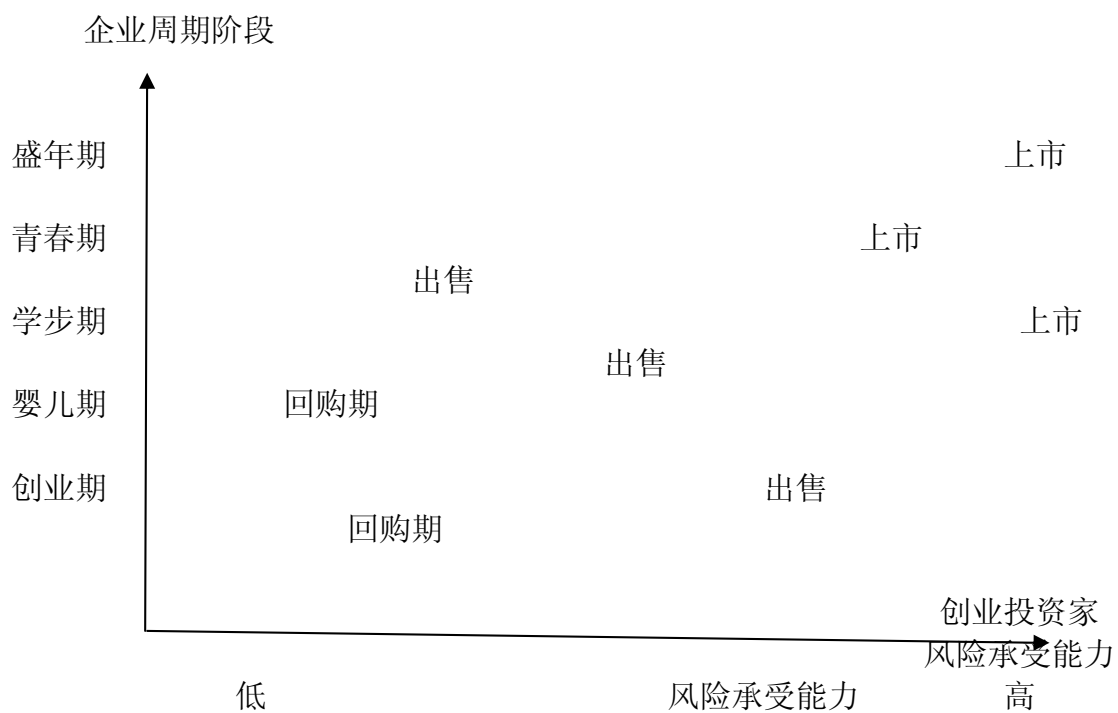 企业周期阶段
盛年期 上市
青春期 上市
出售
学步期 上市
出售
婴儿期 回购期
创业期 出售
回购期
创业投资家
风险承受能力
低 风险承受能力 高